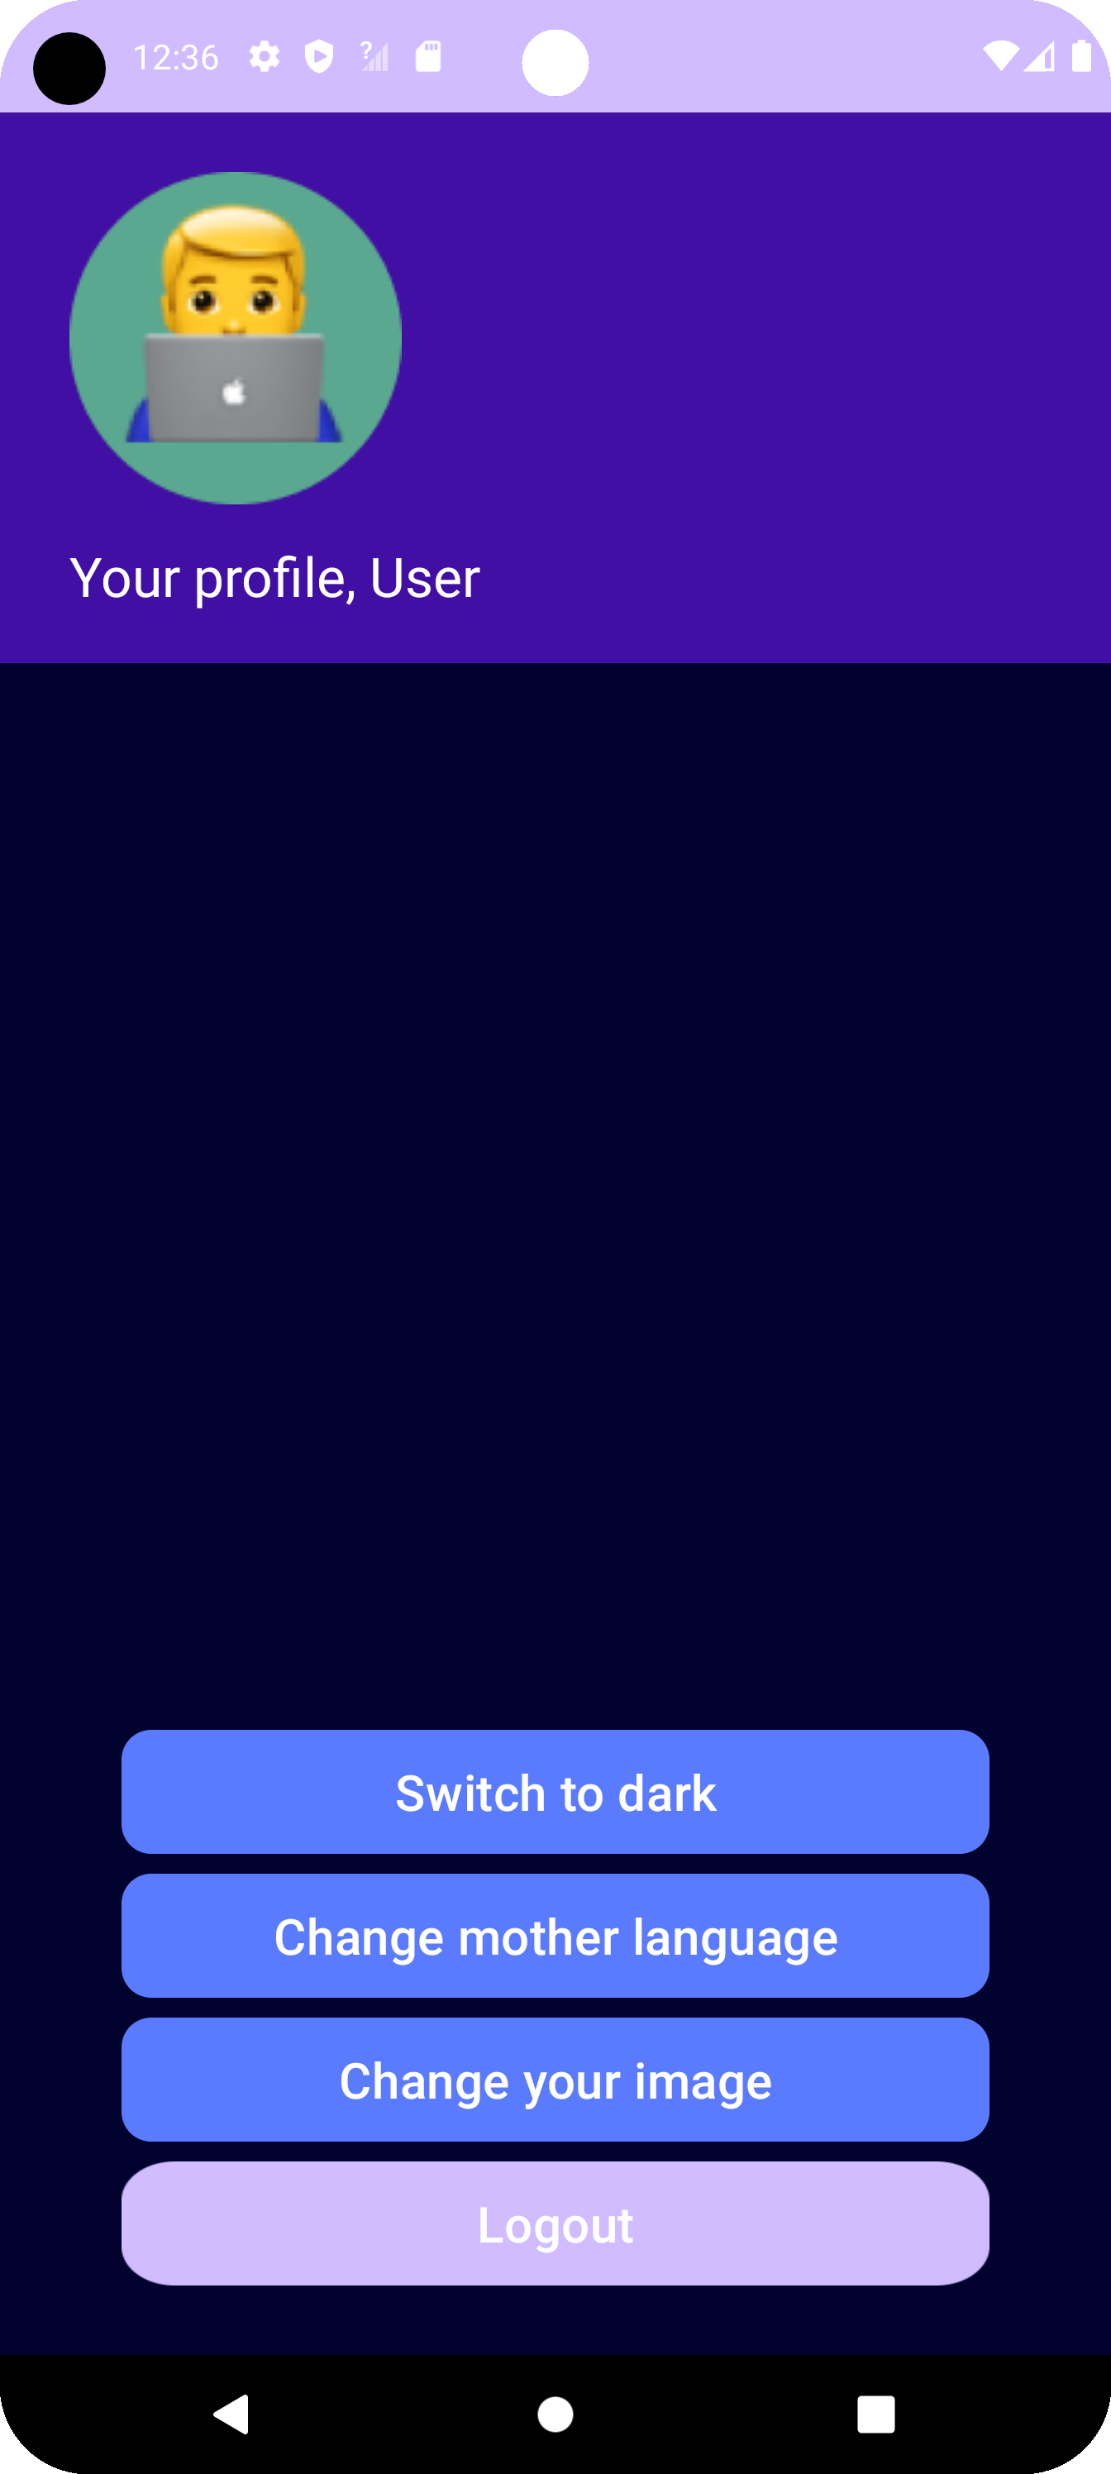 12:36
?
Your profile, User
Switch to dark
Change mother language
Change your image
Logout